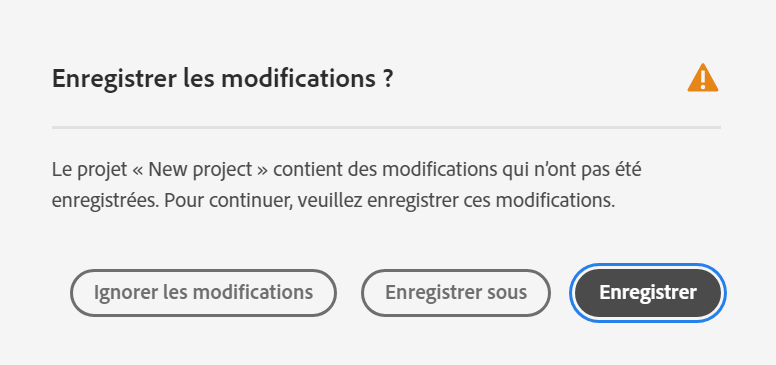 Enregistrer les modifications ?
Le projet « New project » contient des modifications qui n’ont pas été
enregistrées. Pour continuer, veuillez enregistrer ces modifications.
Ignorer les modifications
Enregistrer sous
Enregistrer